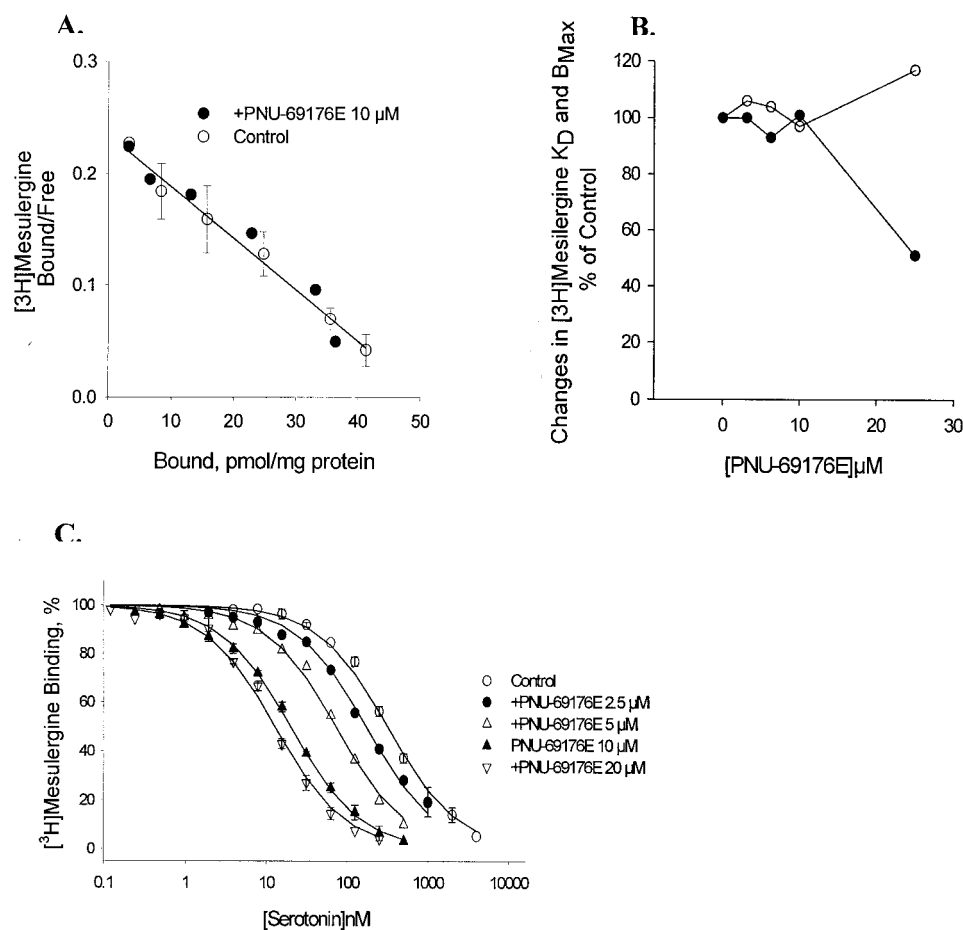 A.
[3H]Mesulergine
Bound/Free
0.3
0.2
0.1
0.0
+PNU-69176E 10 µM
Control
0 10 20 30 40 50
Bound, pmol/mg protein
B.
Changes in [3H]Mesilergine KD and BMax
% of Control
120
100
80
60
40
20
0
0 10 20 30
[PNU-69176E]µM
C.
[3H]Mesulergine Binding, %
100
80
60
40
20
0
Control
+PNU-69176E 2.5 µM
+PNU-69176E 5 µM
PNU-69176E 10 µM
+PNU-69176E 20 µM
0.1 1 10 100 1000 10000
[Serotonin]nM